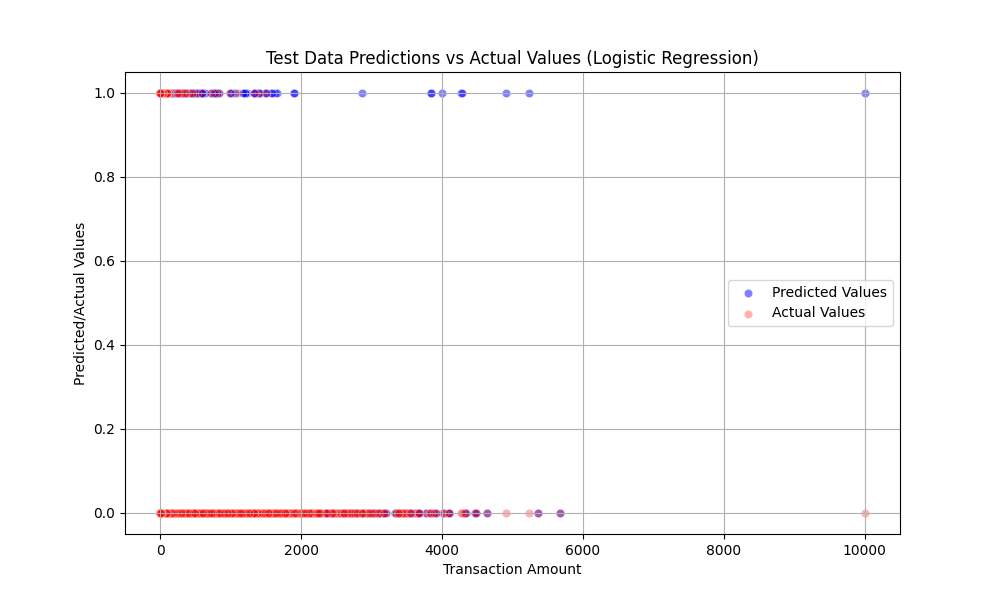 Test Data Predictions vs Actual Values (Logistic Regression)
1.0
0.8
0.6
0.4
0.2
0.0
Predicted/Actual Values
Predicted Values
Actual Values
0 2000 4000 6000 8000 10000
Transaction Amount